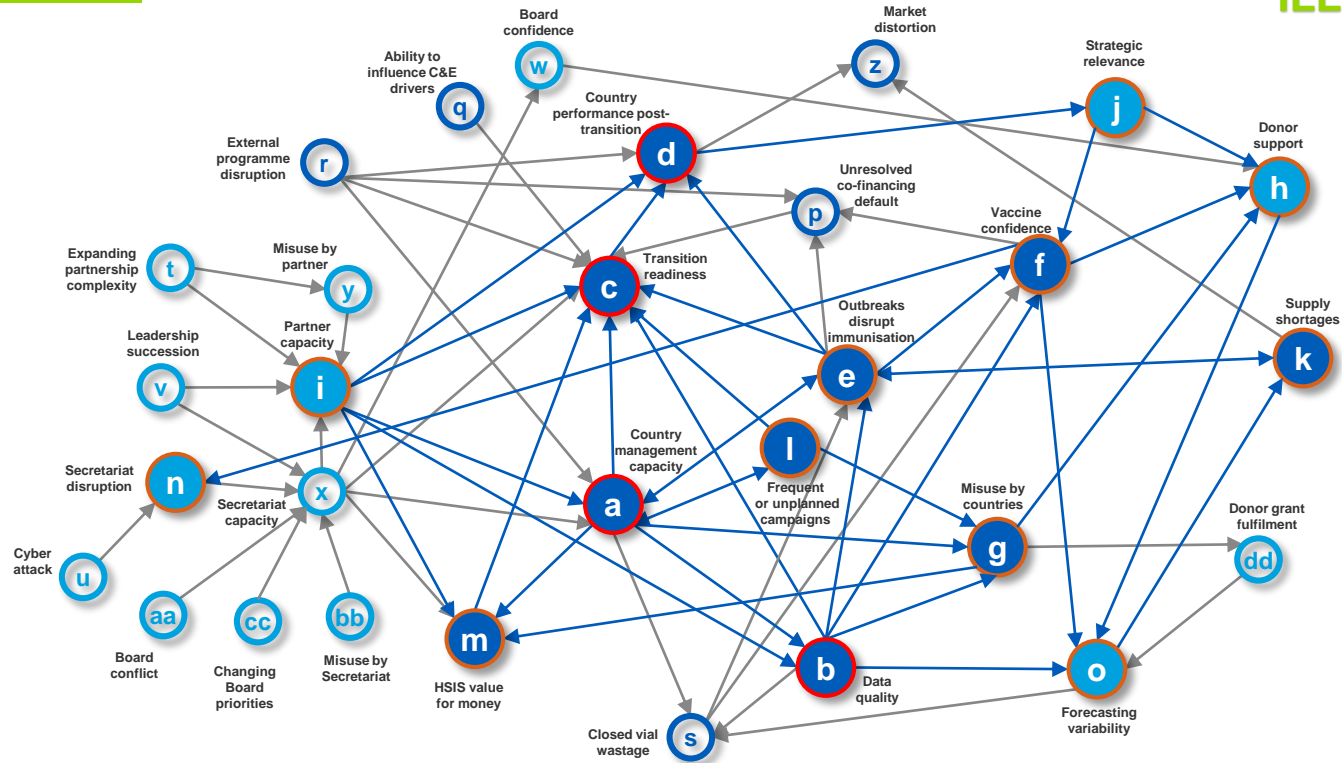 Board
confidence
w
Market
distortion
z
Ability to
influence C&E
drivers
q
Strategic
relevance
j
Country
performance post-
transition
d
External
programme
disruption
r
Donor
support
h
Unresolved
co-financing
default
p
Vaccine
confidence
f
Expanding
partnership
complexity
t
Misuse by
partner
y
Transition
readiness
c
Outbreaks
disrupt
immunisation
e
Supply
shortages
k
Leadership
succession
v
Partner
capacity
i
Country
management
capacity
a
l
Frequent
or unplanned
campaigns
Secretariat
disruption
n
Secretariat
capacity
x
Misuse by
countries
g
Donor grant
fulfilment
dd
Cyber
attack
u
aa
Board
conflict
cc
Changing
Board
priorities
bb
Misuse by
Secretariat
m
HSIS value
for money
b
Data
quality
o
Forecasting
variability
Closed vial
wastage
s